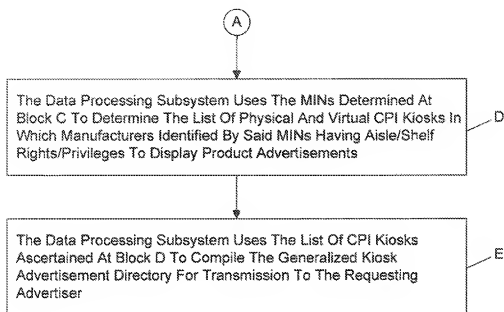 A
The Data Processing Subsystem Uses The MINs Determined At
Block C To Determine The List Of Physical And Virtual CPI Kiosks In
Which Manufacturers Identified By Said MINs Having Aisle/Shelf
Rights/Privileges To Display Product Advertisements
D
The Data Processing Subsystem Uses The List Of CPI Kiosks
Ascertained At Block D To Compile The Generalized Kiosk
Advertisement Directory For Transmission To The Requesting
Advertiser
E